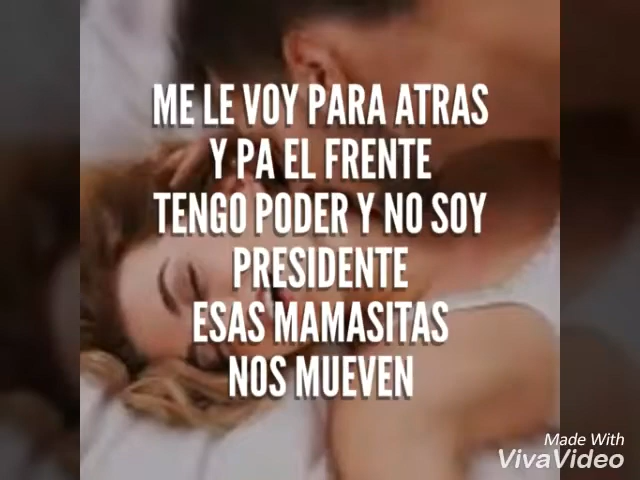 ME LE VOY PARA ATRAS
Y PA EL FRENTE
TENGO PODER Y NO SOY
PRESIDENTE
ESAS MAMASITAS
NOS MUEVEN
Made With
VivaVideo